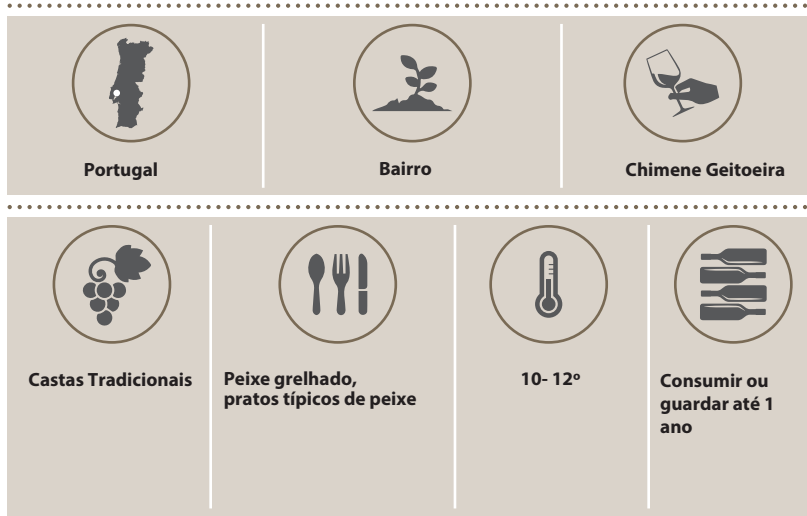 Portugal
Bairro
Chimene Geitoeira
Castas Tradicionais
Peixe grelhado,
pratos típicos de peixe
10- 12º
Consumir ou
guardar até 1
ano